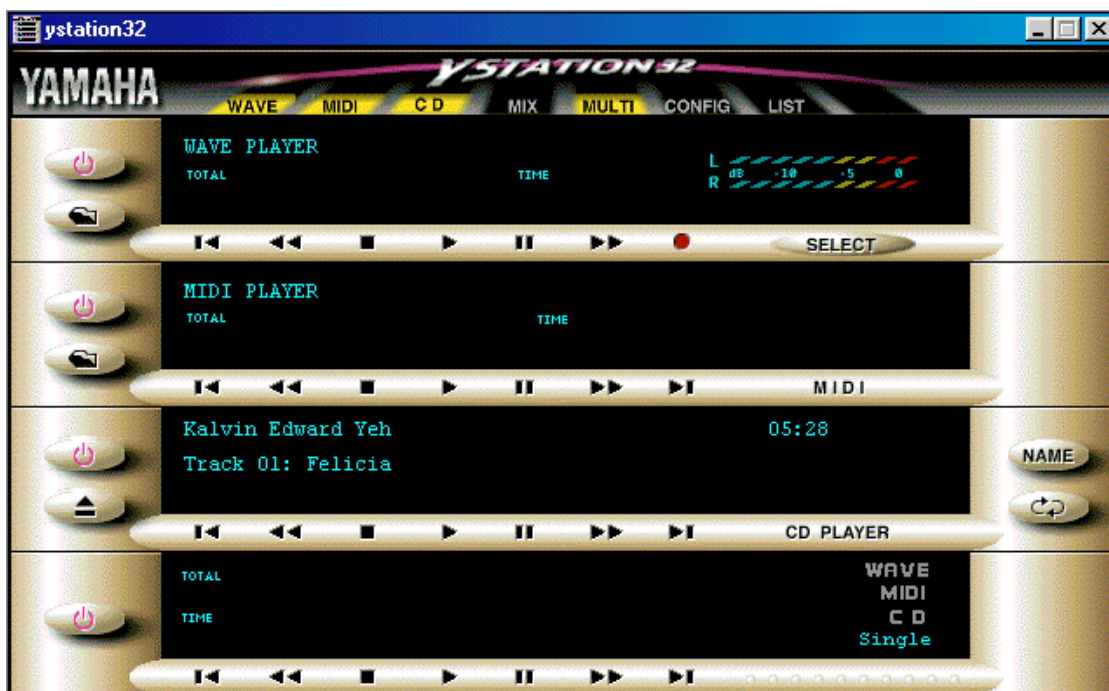 ystation32
YAMAHA
YSTATION 32
WAVE MIDI CD MIX MULTI CONFIG LIST
WAVE PLAYER
TOTAL TIME
L
dB -10 -5 0
R
SELECT
MIDI PLAYER
TOTAL TIME
MIDI
Kalvin Edward Yeh 05:28
Track 01: Felicia
NAME
CD PLAYER
TOTAL
WAVE
MIDI
TIME
CD
Single